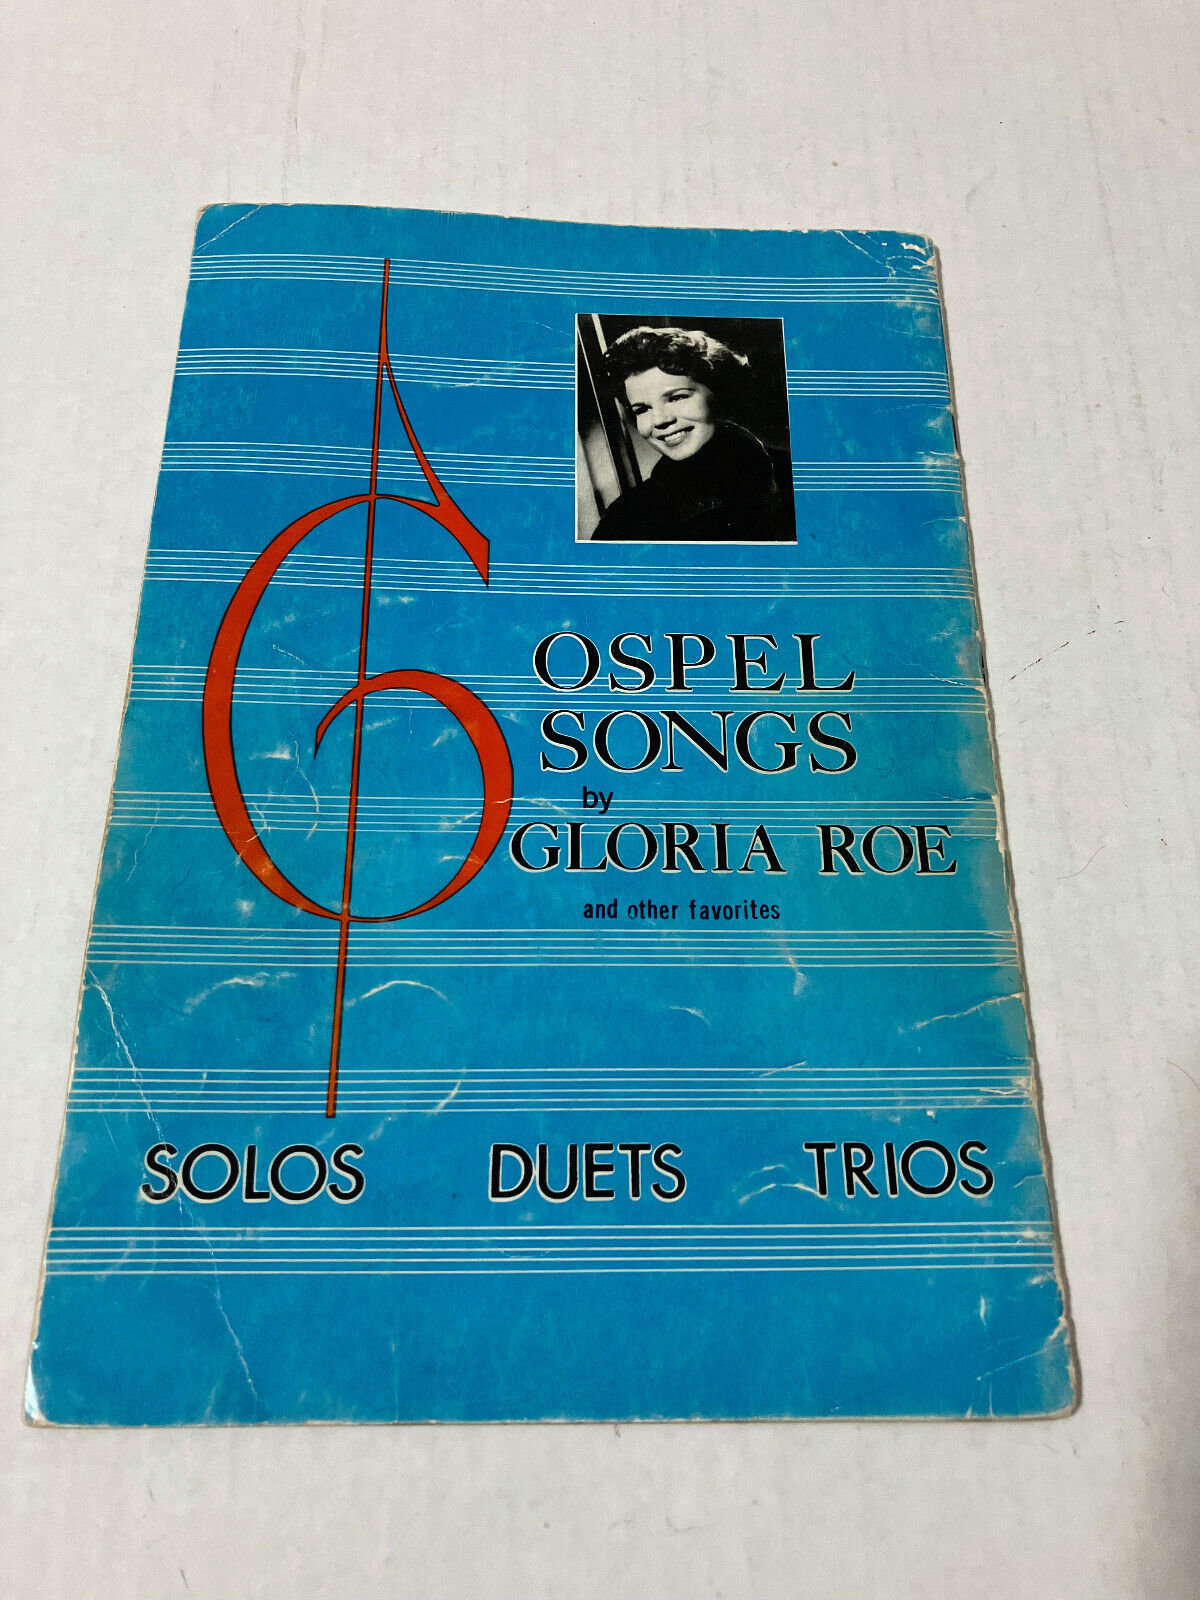 GOSPEL
SONGS
by
GLORIA ROE
and other favorites
SOLOS DUETS TRIOS